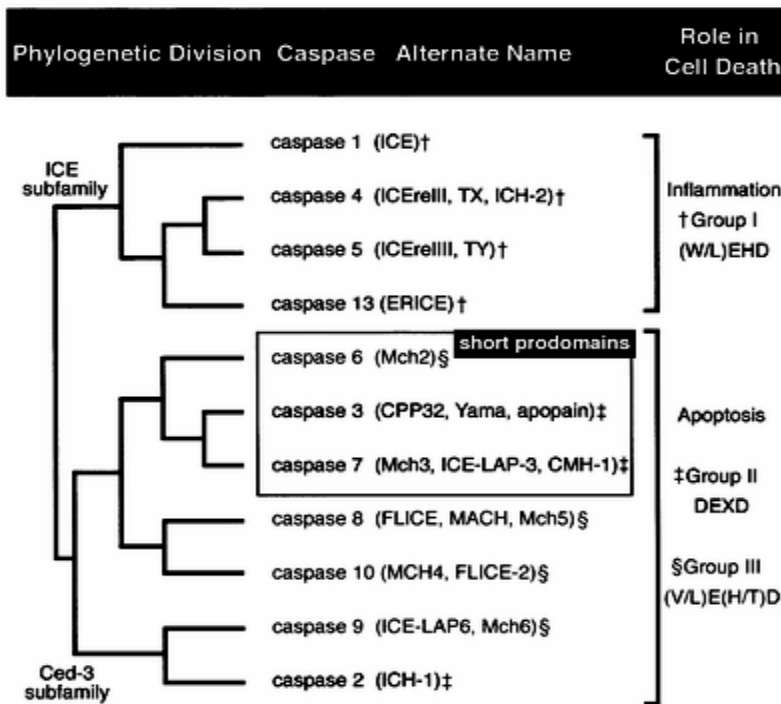 Phylogenetic Division Caspase Alternate Name Role in Cell Death
ICE subfamily
caspase 1 (ICE)†
caspase 4 (ICErelII, TX, ICH-2)†
caspase 5 (ICErelIII, TY)†
caspase 13 (ERICE)†
Inflammation
†Group I
(W/L)EHD
short prodomains
caspase 6 (Mch2)§
caspase 3 (CPP32, Yama, apopain)‡
caspase 7 (Mch3, ICE-LAP-3, CMH-1)‡
caspase 8 (FLICE, MACH, Mch5)§
caspase 10 (MCH4, FLICE-2)§
caspase 9 (ICE-LAP6, Mch6)§
caspase 2 (ICH-1)‡
Apoptosis
‡Group II
DEXD
§Group III
(V/L)E(H/T)D
Ced-3
subfamily